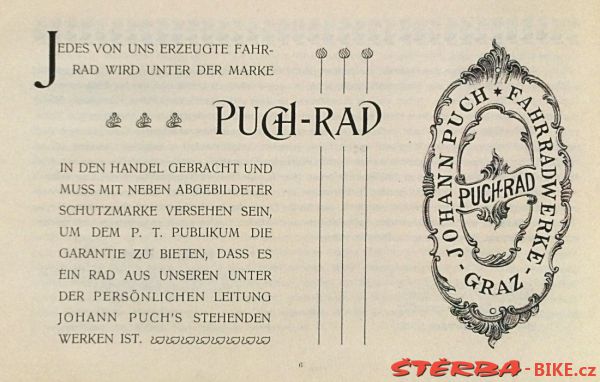 JEDES VON UNS ERZEUGTE FAHR-
RAD WIRD UNTER DER MARKE
PUCH-RAD
IN DEN HANDEL GEBRACHT UND
MUSS MIT NEBEN ABGEBILDETER
SCHUTZMARKE VERSEHEN SEIN,
UM DEM P. T. PUBLIKUM DIE
GARANTIE ZU BIETEN, DASS ES
EIN RAD AUS UNSEREN UNTER
DER PERSÖNLICHEN LEITUNG
JOHANN PUCH'S STEHENDEN
WERKEN IST.
JOHANN PUCH * FAHRRADWERKE
- GRAZ -
PUCH-RAD
6
ŠTĚRBA-BIKE.cz